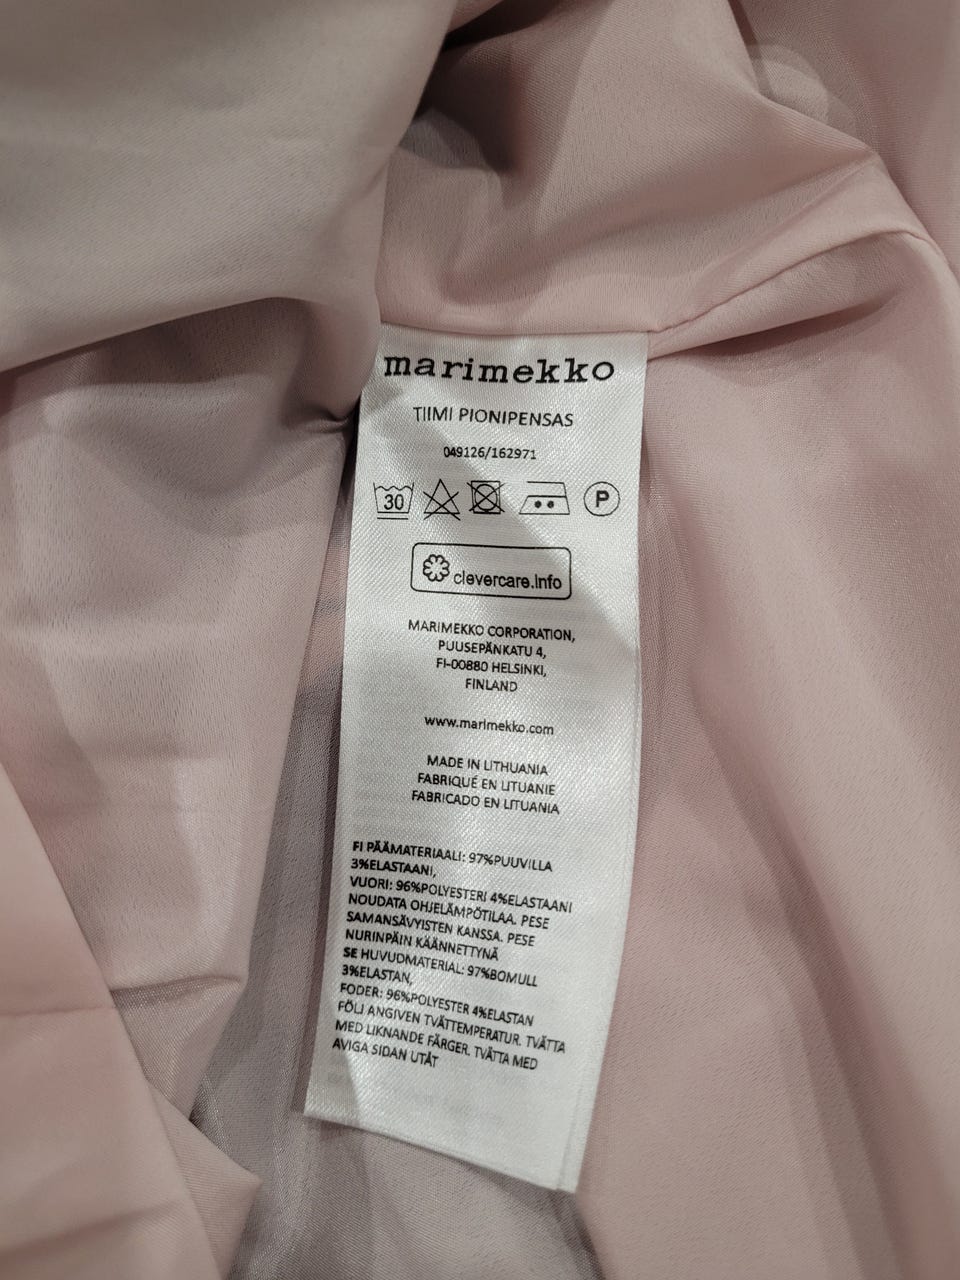 marimekko
TIIMI PIONIPENSAS
049126/162971
30
P
clevercare.info
MARIMEKKO CORPORATION,
PUUSEPÄNKATU 4,
FI-00880 HELSINKI,
FINLAND
www.marimekko.com
MADE IN LITHUANIA
FABRIQUÉ EN LITUANIE
FABRICADO EN LITUANIA
FI PÄÄMATERIAALI: 97%PUUVILLA
3%ELASTAANI,
VUORI: 96%POLYESTERI 4%ELASTAANI
NOUDATA OHJELÄMPÖTILAA. PESE
SAMANSÄVYISTEN KANSSA. PESE
NURINPÄIN KÄÄNNETTYNÄ
SE HUVUDMATERIAL: 97%BOMULL
3%ELASTAN,
FODER: 96%POLYESTER 4%ELASTAN
FÖLJ ANGIVEN TVÄTTEMPERATUR. TVÄTTA
MED LIKNANDE FÄRGER. TVÄTTA MED
AVIGA SIDAN UTÅT